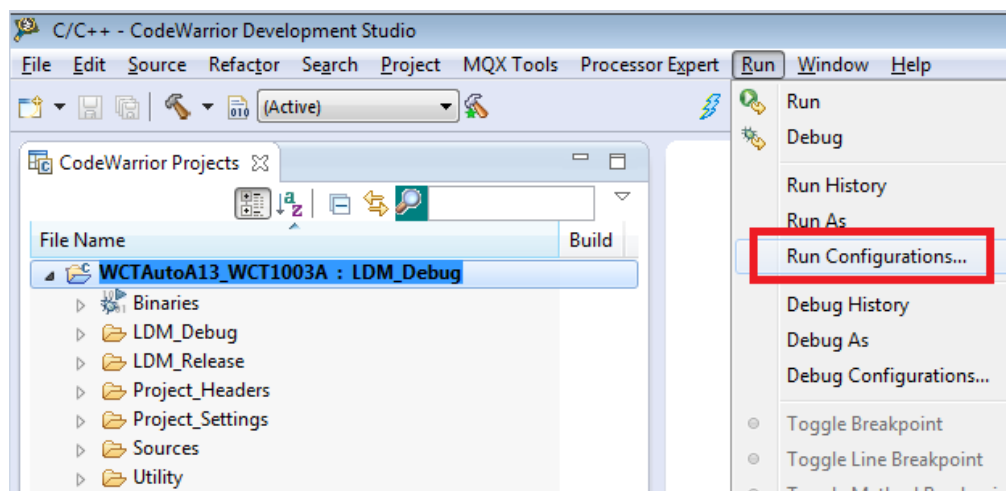 C/C++ - CodeWarrior Development Studio
File Edit Source Refactor Search Project MQX Tools Processor Expert Run Window Help
010 (Active)
Run
Debug
CodeWarrior Projects
Run History
Run As
File Name Build
Run Configurations...
WCTAutoA13_WCT1003A : LDM_Debug
Binaries
Debug History
LDM_Debug
Debug As
LDM_Release
Debug Configurations...
Project_Headers
Project_Settings
Toggle Breakpoint
Sources
Toggle Line Breakpoint
Utility